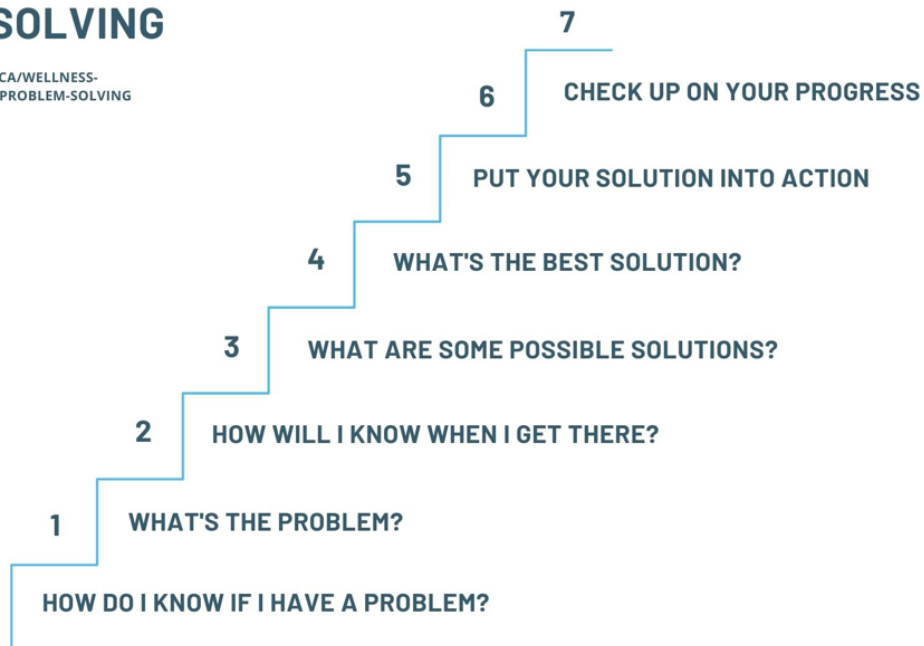 SOLVING
CA/WELLNESS-
PROBLEM-SOLVING
7
CHECK UP ON YOUR PROGRESS
6
PUT YOUR SOLUTION INTO ACTION
5
WHAT'S THE BEST SOLUTION?
4
WHAT ARE SOME POSSIBLE SOLUTIONS?
3
HOW WILL I KNOW WHEN I GET THERE?
2
WHAT'S THE PROBLEM?
1
HOW DO I KNOW IF I HAVE A PROBLEM?